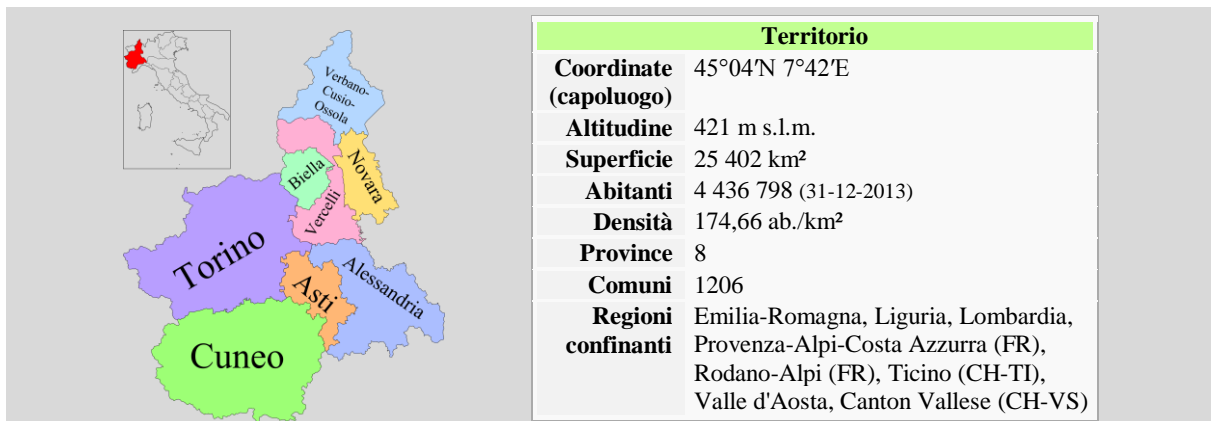 Verbano-
Cusio-
Ossola
Biella
Novara
Vercelli
Torino
Asti
Alessandria
Cuneo
Territorio
Coordinate 45°04′N 7°42′E
(capoluogo)
Altitudine 421 m s.l.m.
Superficie 25 402 km²
Abitanti 4 436 798 (31-12-2013)
Densità 174,66 ab./km²
Province 8
Comuni 1206
Regioni Emilia-Romagna, Liguria, Lombardia,
confinanti Provenza-Alpi-Costa Azzurra (FR),
Rodano-Alpi (FR), Ticino (CH-TI),
Valle d'Aosta, Canton Vallese (CH-VS)